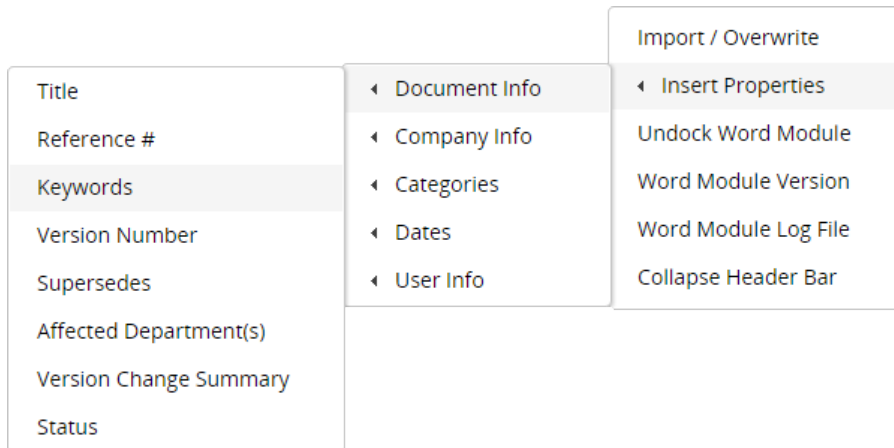 Title
Reference #
Keywords
Version Number
Supersedes
Affected Department(s)
Version Change Summary
Status
Document Info
Company Info
Categories
Dates
User Info
Import / Overwrite
Insert Properties
Undock Word Module
Word Module Version
Word Module Log File
Collapse Header Bar